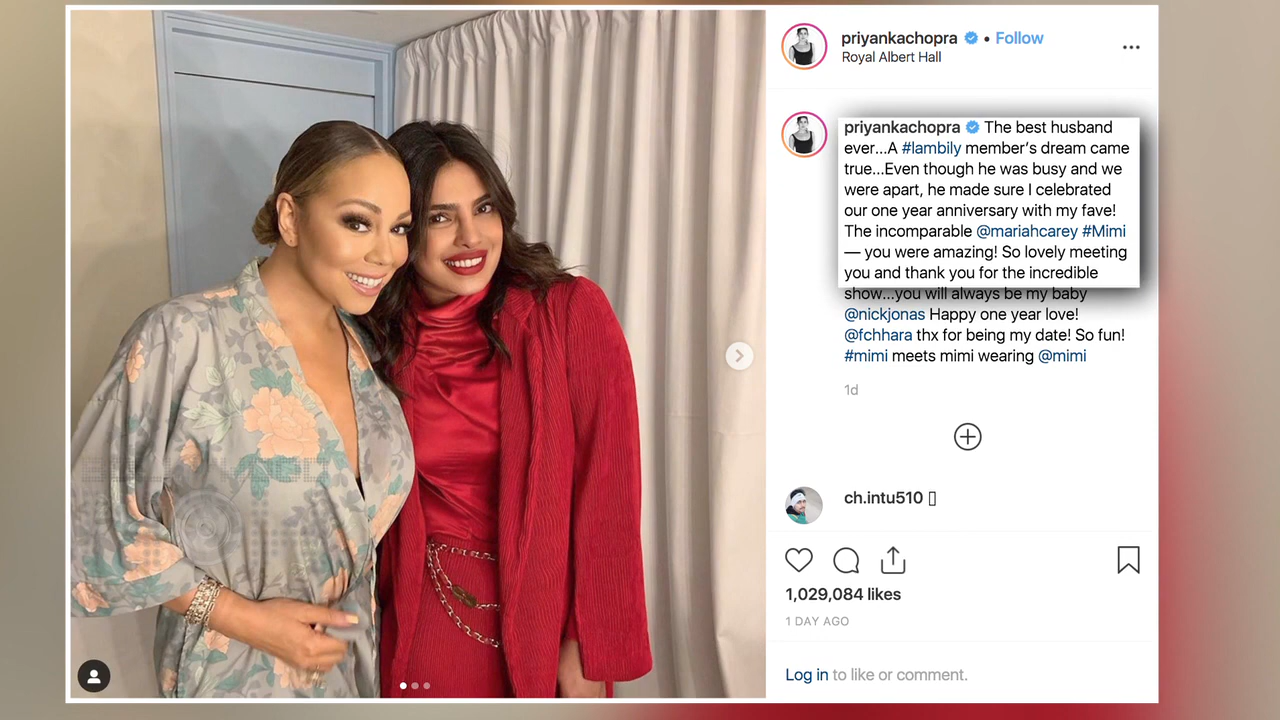 priyankachopra • Follow
Royal Albert Hall
priyankachopra The best husband
ever...A #lambily member's dream came
true...Even though he was busy and we
were apart, he made sure I celebrated
our one year anniversary with my fave!
The incomparable @mariahcarey #Mimi
— you were amazing! So lovely meeting
you and thank you for the incredible
show...you will always be my baby
@nickjonas Happy one year love!
@fchhara thx for being my date! So fun!
#mimi meets mimi wearing @mimi
1d
ch.intu510
1,029,084 likes
1 DAY AGO
Log in to like or comment.